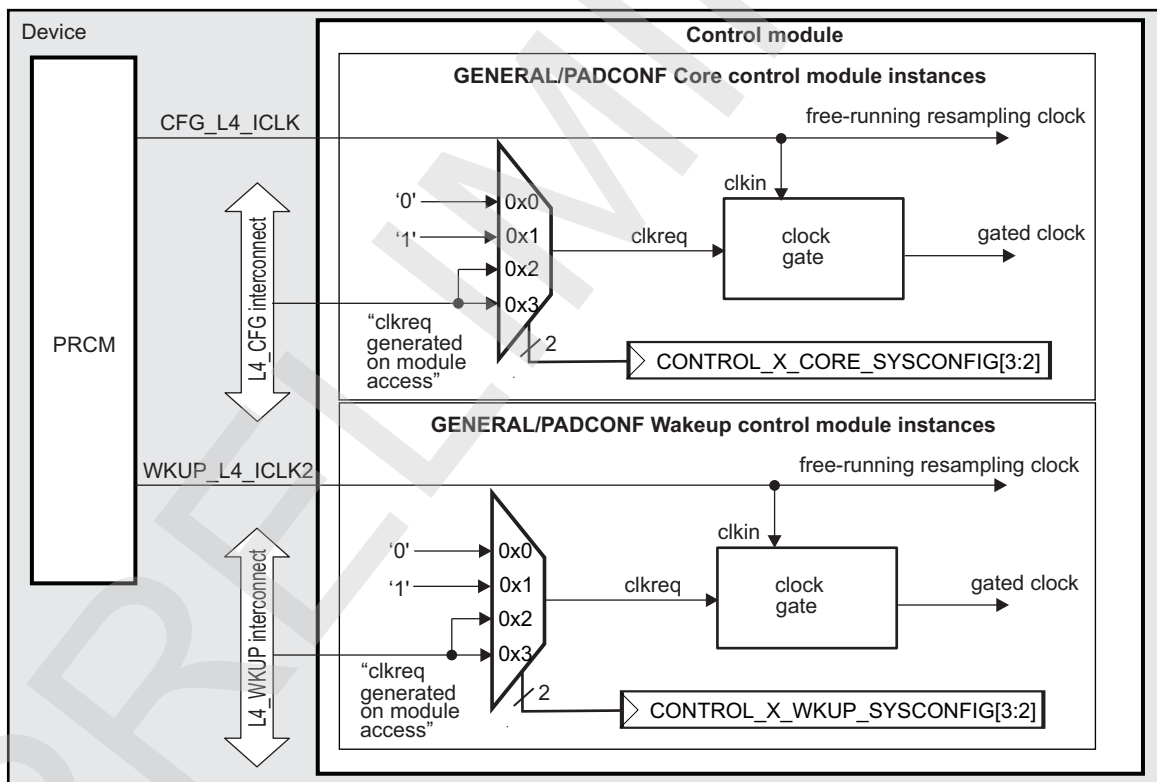 Device
Control module
GENERAL/PADCONF Core control module instances
CFG_L4_ICLK
free-running resampling clock
clkin
'0'
0x0
'1'
0x1
clkreq
clock
gate
gated clock
0x2
0x3
L4_CFG interconnect
PRCM
"clkreq
generated
on module
access"
2
CONTROL_X_CORE_SYSCONFIG[3:2]
GENERAL/PADCONF Wakeup control module instances
WKUP_L4_ICLK2
free-running resampling clock
clkin
'0'
0x0
'1'
0x1
clkreq
clock
gate
gated clock
0x2
0x3
L4_WKUP interconnect
"clkreq
generated
on module
access"
2
CONTROL_X_WKUP_SYSCONFIG[3:2]
PRELIMI